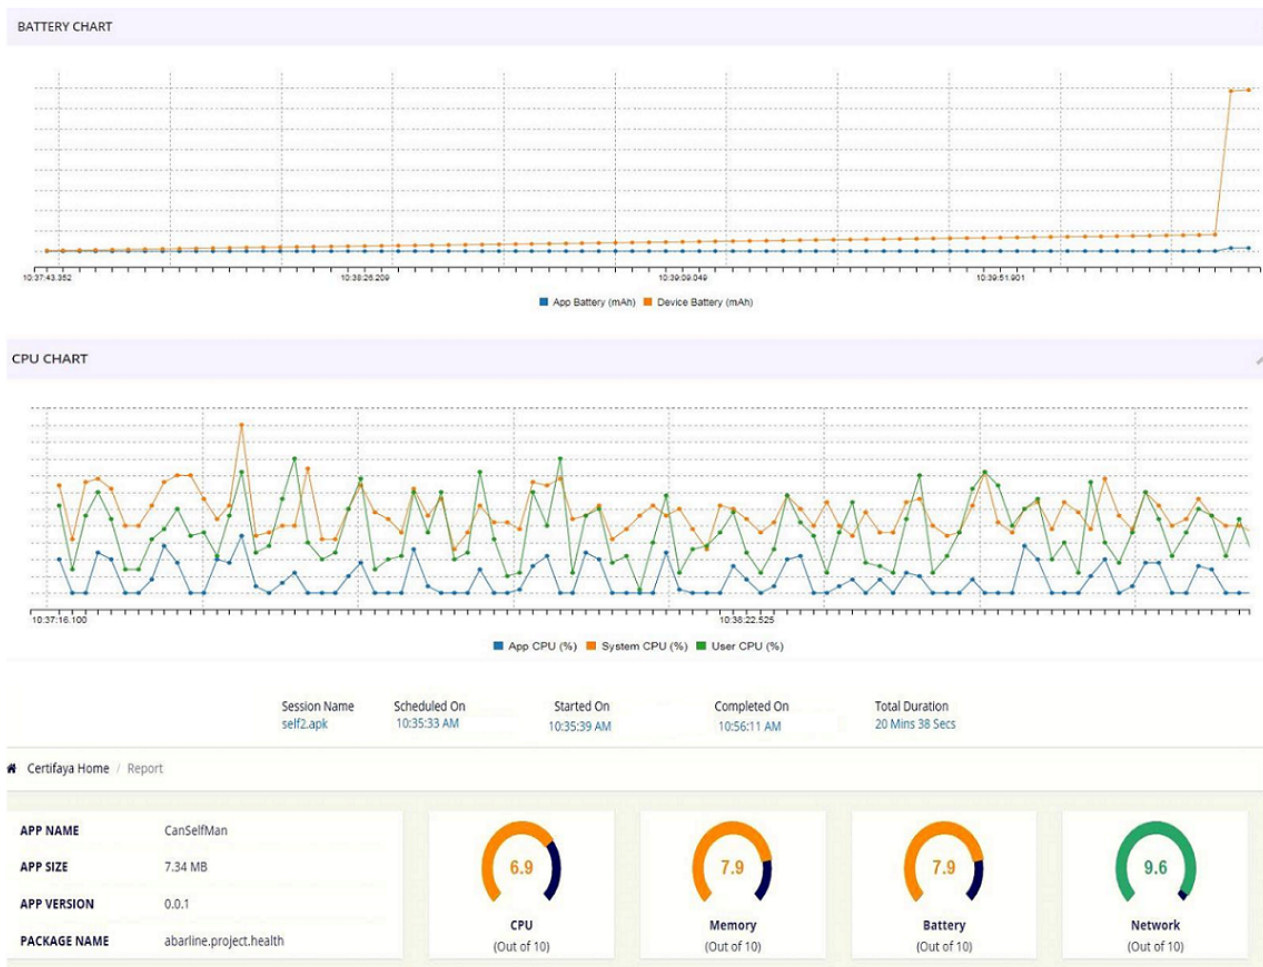 BATTERY CHART
10:37:43.352 10:38:26.209 10:39:09.049 10:39:51.901
App Battery (mAh) Device Battery (mAh)
CPU CHART
10:37:16.100 10:38:22.525
App CPU (%) System CPU (%) User CPU (%)
Session Name Scheduled On Started On Completed On Total Duration
self2.apk 10:35:33 AM 10:35:39 AM 10:56:11 AM 20 Mins 38 Secs
Certifaya Home / Report
APP NAME CanSelfMan
APP SIZE 7.34 MB
APP VERSION 0.0.1
PACKAGE NAME abarline.project.health
6.9 7.9 7.9 9.6
CPU Memory Battery Network
(Out of 10) (Out of 10) (Out of 10) (Out of 10)